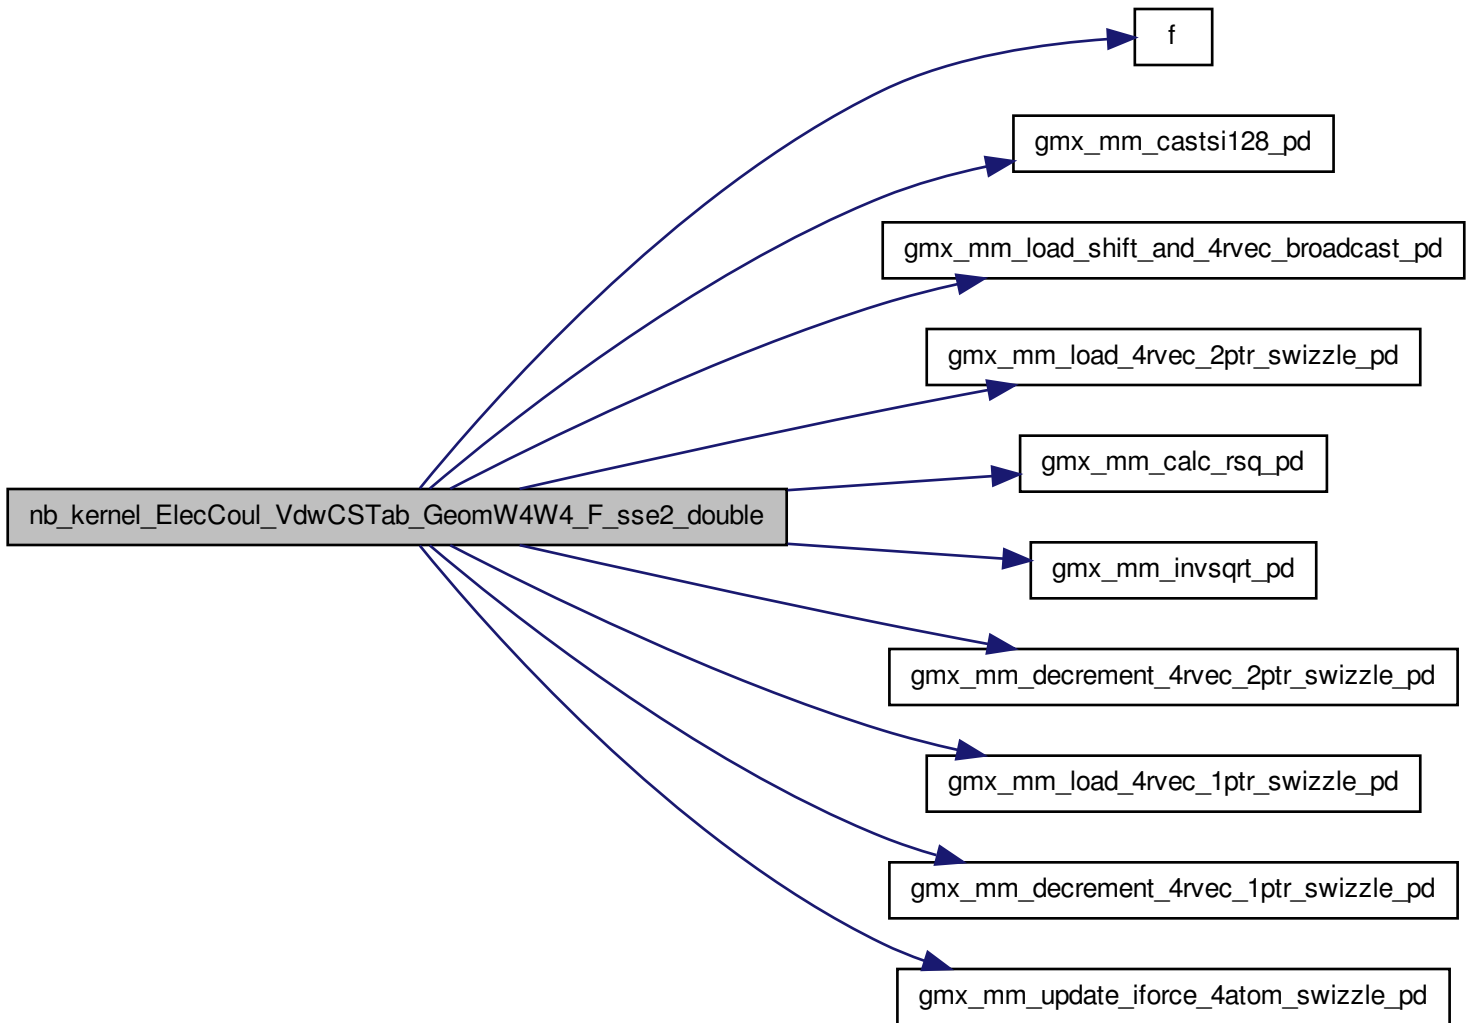 f
gmx_mm_castsi128_pd
gmx_mm_load_shift_and_4rvec_broadcast_pd
gmx_mm_load_4rvec_2ptr_swizzle_pd
gmx_mm_calc_rsq_pd
nb_kernel_ElecCoul_VdwCSTab_GeomW4W4_F_sse2_double
gmx_mm_invsqrt_pd
gmx_mm_decrement_4rvec_2ptr_swizzle_pd
gmx_mm_load_4rvec_1ptr_swizzle_pd
gmx_mm_decrement_4rvec_1ptr_swizzle_pd
gmx_mm_update_iforce_4atom_swizzle_pd